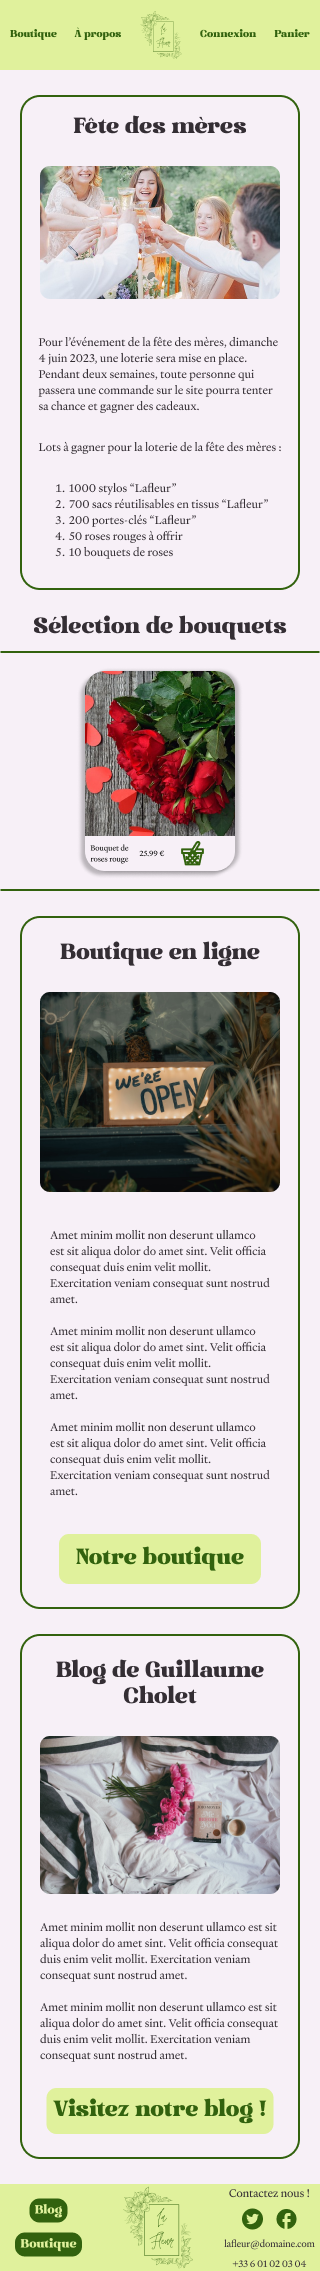 Boutique À propos La Fleur Connexion Panier
Fête des mères
Pour l’événement de la fête des mères, dimanche
4 juin 2023, une loterie sera mise en place.
Pendant deux semaines, toute personne qui
passera une commande sur le site pourra tenter
sa chance et gagner des cadeaux.
Lots à gagner pour la loterie de la fête des mères :
1. 1000 stylos “Lafleur”
2. 700 sacs réutilisables en tissus “Lafleur”
3. 200 portes-clés “Lafleur”
4. 50 roses rouges à offrir
5. 10 bouquets de roses
Sélection de bouquets
Bouquet de
roses rouge
25.99 €
Boutique en ligne
WE'RE
OPEN
Amet minim mollit non deserunt ullamco
est sit aliqua dolor do amet sint. Velit officia
consequat duis enim velit mollit.
Exercitation veniam consequat sunt nostrud
amet.
Amet minim mollit non deserunt ullamco
est sit aliqua dolor do amet sint. Velit officia
consequat duis enim velit mollit.
Exercitation veniam consequat sunt nostrud
amet.
Amet minim mollit non deserunt ullamco
est sit aliqua dolor do amet sint. Velit officia
consequat duis enim velit mollit.
Exercitation veniam consequat sunt nostrud
amet.
Notre boutique
Blog de Guillaume
Cholet
Amet minim mollit non deserunt ullamco est sit
aliqua dolor do amet sint. Velit officia consequat
duis enim velit mollit. Exercitation veniam
consequat sunt nostrud amet.
Amet minim mollit non deserunt ullamco est sit
aliqua dolor do amet sint. Velit officia consequat
duis enim velit mollit. Exercitation veniam
consequat sunt nostrud amet.
Visitez notre blog !
Blog
Boutique
La
Fleur
Contactez nous !
lafleur@domaine.com
+33 6 01 02 03 04